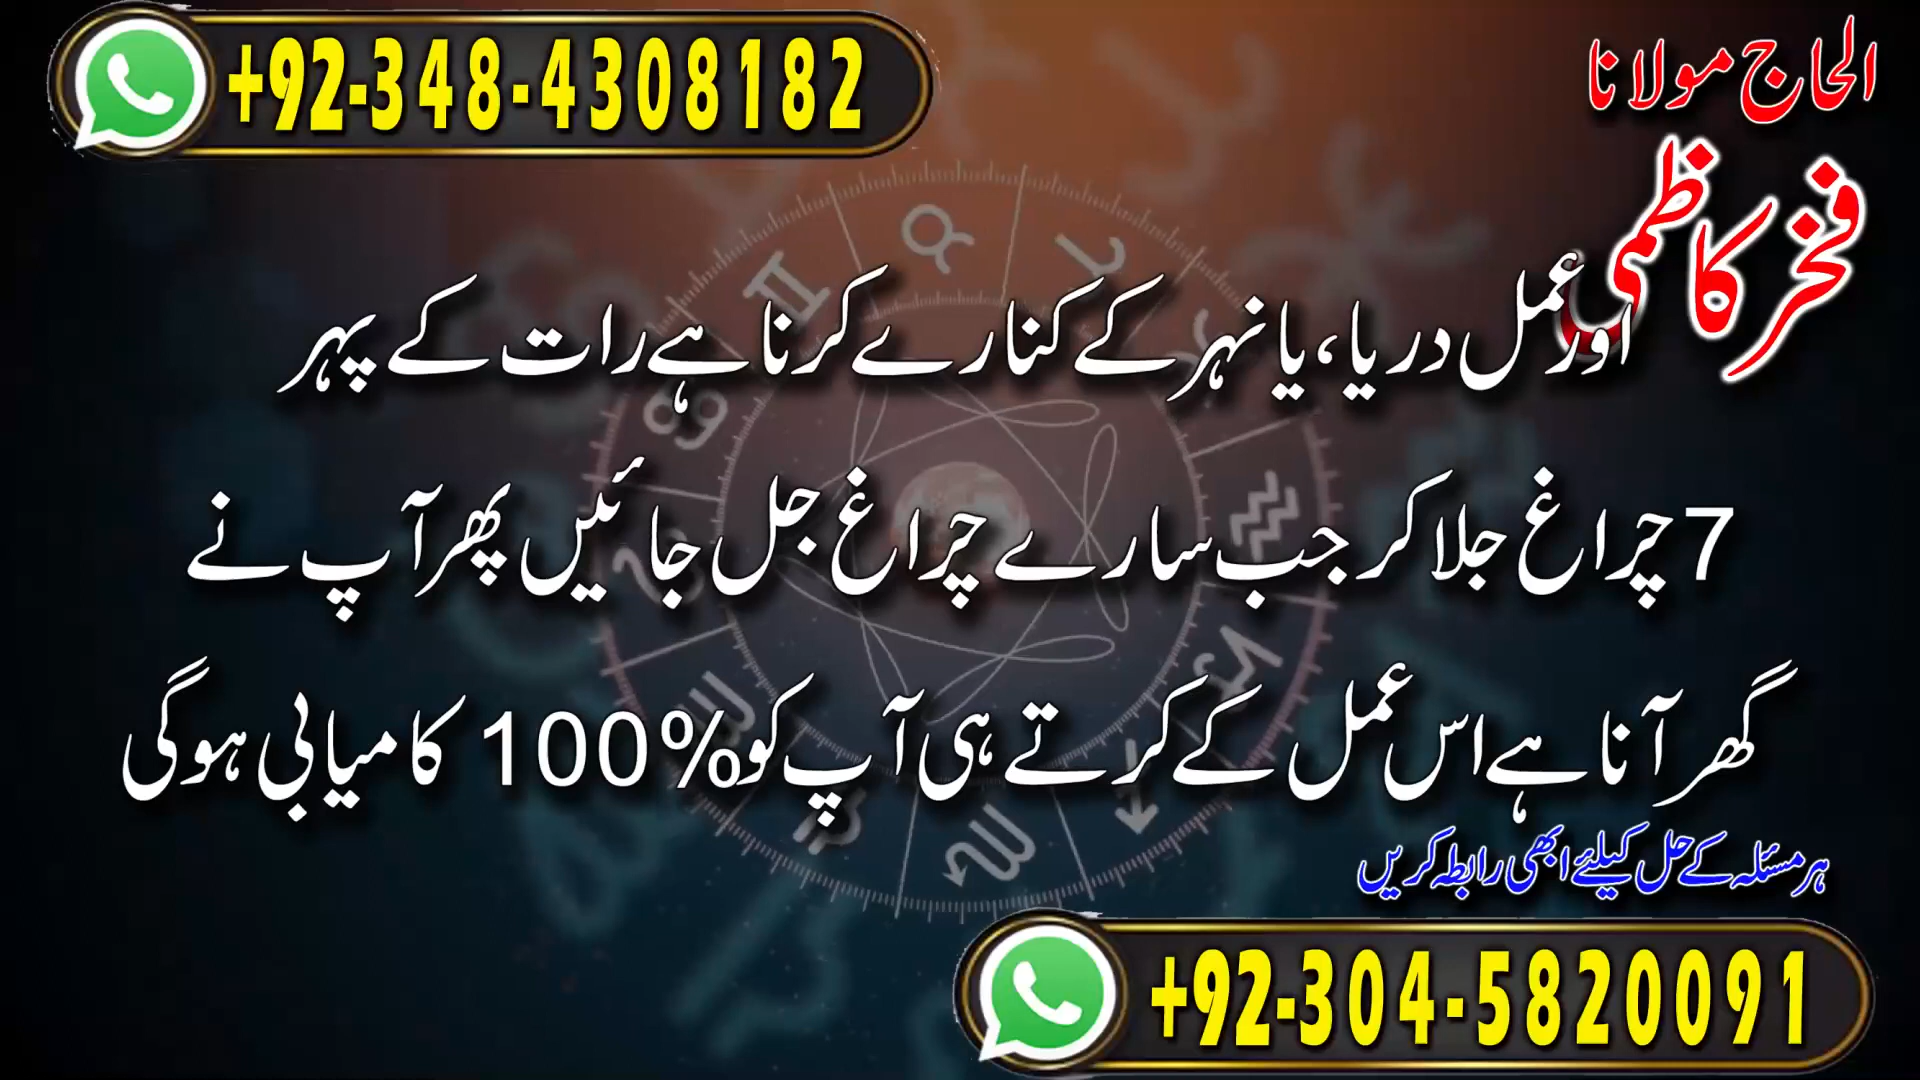 +92-348-4308182
الحاج مولانا
فخر کاظمی
اور عمل دریا، یا نہر کے کنارے کرنا ہے رات کے پہر
7 چراغ جلا کر جب سارے چراغ جل جائیں پھر آپ نے
گھر آنا ہے اس عمل کے کرتے ہی آپ کو %100 کامیابی ہوگی
ہر مسئلہ کے حل کیلئے ابھی رابطہ کریں
+92-304-5820091